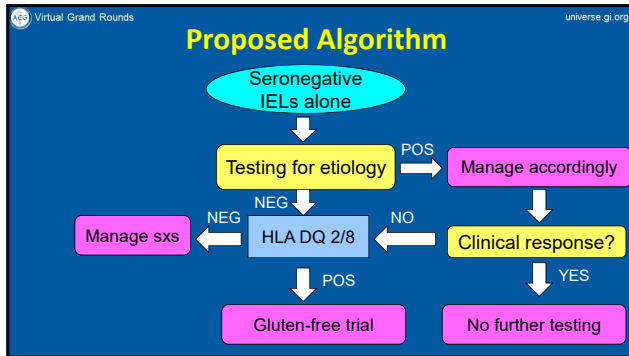 ACG Virtual Grand Rounds
universe.gi.org
Proposed Algorithm
Seronegative
IELs alone
Testing for etiology
POS
Manage accordingly
NEG
NEG
Manage sxs
HLA DQ 2/8
NO
Clinical response?
POS
YES
Gluten-free trial
No further testing